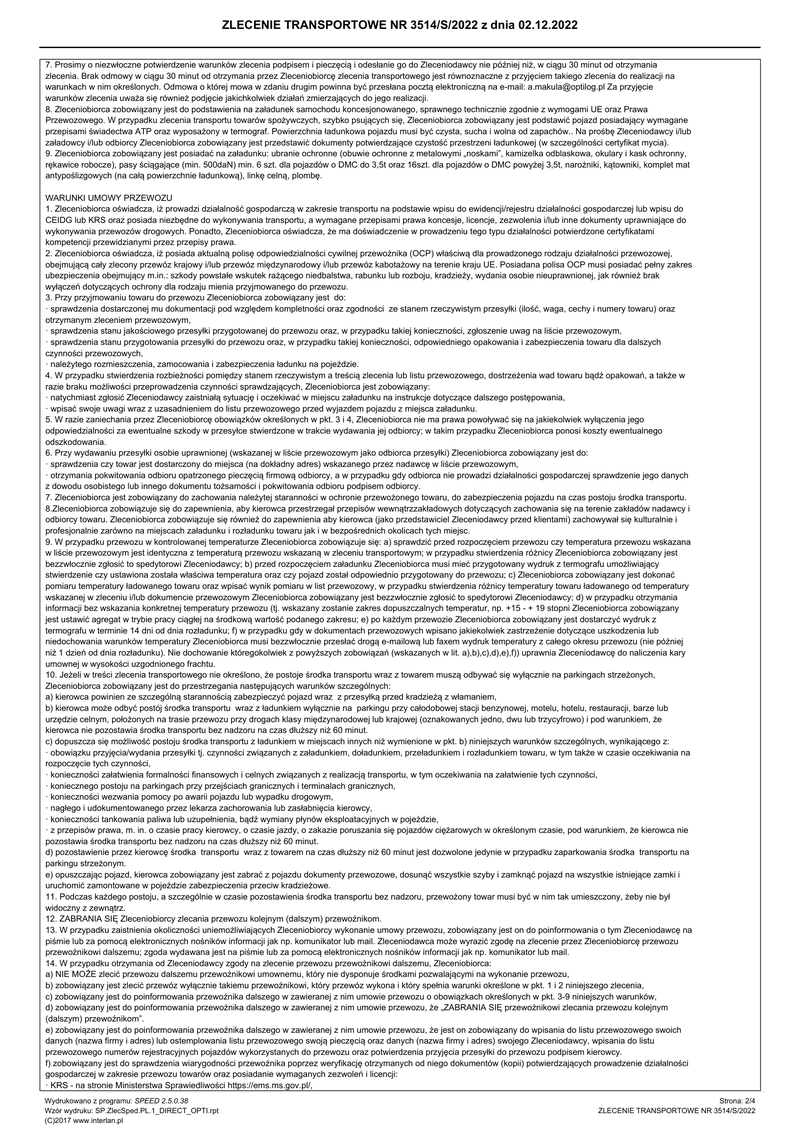 ZLECENIE TRANSPORTOWE NR 3514/S/2022 z dnia 02.12.2022
7. Prosimy o niezwłoczne potwierdzenie warunków zlecenia podpisem i pieczęcią i odesłanie go do Zleceniodawcy nie później niż, w ciągu 30 minut od otrzymania
zlecenia. Brak odmowy w ciągu 30 minut od otrzymania przez Zleceniobiorcę zlecenia transportowego jest równoznaczne z przyjęciem takiego zlecenia do realizacji na
warunkach w nim określonych. Odmowa o której mowa w zdaniu drugim powinna być przesłana pocztą elektroniczną na e-mail: a.makula@optilog.pl Za przyjęcie
warunków zlecenia uważa się również podjęcie jakichkolwiek działań zmierzających do jego realizacji.
8. Zleceniobiorca zobowiązany jest do podstawienia na załadunek samochodu koncesjonowanego, sprawnego technicznie zgodnie z wymogami UE oraz Prawa
Przewozowego. W przypadku zlecenia transportu towarów spożywczych, szybko psujących się, Zleceniobiorca zobowiązany jest podstawić pojazd posiadający wymagane
przepisami świadectwa ATP oraz wyposażony w termograf. Powierzchnia ładunkowa pojazdu musi być czysta, sucha i wolna od zapachów.. Na prośbę Zleceniodawcy i/lub
załadowcy i/lub odbiorcy Zleceniobiorca zobowiązany jest przedstawić dokumenty potwierdzające czystość przestrzeni ładunkowej (w szczególności certyfikat mycia).
9. Zleceniobiorca zobowiązany jest posiadać na załadunku: ubranie ochronne (obuwie ochronne z metalowymi „noskami”, kamizelka odblaskowa, okulary i kask ochronny,
rękawice robocze), pasy ściągające (min. 500daN) min. 6 szt. dla pojazdów o DMC do 3,5t oraz 16szt. dla pojazdów o DMC powyżej 3,5t, narożniki, kątowniki, komplet mat
antypoślizgowych (na całą powierzchnie ładunkową), linkę celną, plombę.
WARUNKI UMOWY PRZEWOZU
1. Zleceniobiorca oświadcza, iż prowadzi działalność gospodarczą w zakresie transportu na podstawie wpisu do ewidencji/rejestru działalności gospodarczej lub wpisu do
CEIDG lub KRS oraz posiada niezbędne do wykonywania transportu, a wymagane przepisami prawa koncesje, licencje, zezwolenia i/lub inne dokumenty uprawniające do
wykonywania przewozów drogowych. Ponadto, Zleceniobiorca oświadcza, że ma doświadczenie w prowadzeniu tego typu działalności potwierdzone certyfikatami
kompetencji przewidzianymi przez przepisy prawa.
2. Zleceniobiorca oświadcza, iż posiada aktualną polisę odpowiedzialności cywilnej przewoźnika (OCP) właściwą dla prowadzonego rodzaju działalności przewozowej,
obejmującą cały zlecony przewóz krajowy i/lub przewóz międzynarodowy i/lub przewóz kabotażowy na terenie kraju UE. Posiadana polisa OCP musi posiadać pełny zakres
ubezpieczenia obejmujący m.in.: szkody powstałe wskutek rażącego niedbalstwa, rabunku lub rozboju, kradzieży, wydania osobie nieuprawnionej, jak również brak
wyłączeń dotyczących ochrony dla rodzaju mienia przyjmowanego do przewozu.
3. Przy przyjmowaniu towaru do przewozu Zleceniobiorca zobowiązany jest do:
· sprawdzenia dostarczonej mu dokumentacji pod względem kompletności oraz zgodności ze stanem rzeczywistym przesyłki (ilość, waga, cechy i numery towaru) oraz
otrzymanym zleceniem przewozowym,
· sprawdzenia stanu jakościowego przesyłki przygotowanej do przewozu oraz, w przypadku takiej konieczności, zgłoszenie uwag na liście przewozowym,
· sprawdzenia stanu przygotowania przesyłki do przewozu oraz, w przypadku takiej konieczności, odpowiedniego opakowania i zabezpieczenia towaru dla dalszych
czynności przewozowych,
· należytego rozmieszczenia, zamocowania i zabezpieczenia ładunku na pojeździe.
4. W przypadku stwierdzenia rozbieżności pomiędzy stanem rzeczywistym a treścią zlecenia lub listu przewozowego, dostrzeżenia wad towaru bądź opakowań, a także w
razie braku możliwości przeprowadzenia czynności sprawdzających, Zleceniobiorca jest zobowiązany:
· natychmiast zgłosić Zleceniodawcy zaistniałą sytuację i oczekiwać w miejscu załadunku na instrukcje dotyczące dalszego postępowania,
· wpisać swoje uwagi wraz z uzasadnieniem do listu przewozowego przed wyjazdem pojazdu z miejsca załadunku.
5. W razie zaniechania przez Zleceniobiorcę obowiązków określonych w pkt. 3 i 4, Zleceniobiorca nie ma prawa powoływać się na jakiekolwiek wyłączenia jego
odpowiedzialności za ewentualne szkody w przesyłce stwierdzone w trakcie wydawania jej odbiorcy; w takim przypadku Zleceniobiorca ponosi koszty ewentualnego
odszkodowania.
6. Przy wydawaniu przesyłki osobie uprawnionej (wskazanej w liście przewozowym jako odbiorca przesyłki) Zleceniobiorca zobowiązany jest do:
· sprawdzenia czy towar jest dostarczony do miejsca (na dokładny adres) wskazanego przez nadawcę w liście przewozowym,
· otrzymania pokwitowania odbioru opatrzonego pieczęcią firmową odbiorcy, a w przypadku gdy odbiorca nie prowadzi działalności gospodarczej sprawdzenie jego danych
z dowodu osobistego lub innego dokumentu tożsamości i pokwitowania odbioru podpisem odbiorcy.
7. Zleceniobiorca jest zobowiązany do zachowania należytej staranności w ochronie przewożonego towaru, do zabezpieczenia pojazdu na czas postoju środka transportu.
8.Zleceniobiorca zobowiązuje się do zapewnienia, aby kierowca przestrzegał przepisów wewnątrzzakładowych dotyczących zachowania się na terenie zakładów nadawcy i
odbiorcy towaru. Zleceniobiorca zobowiązuje się również do zapewnienia aby kierowca (jako przedstawiciel Zleceniodawcy przed klientami) zachowywał się kulturalnie i
profesjonalnie zarówno na miejscach załadunku i rozładunku towaru jak i w bezpośrednich okolicach tych miejsc.
9. W przypadku przewozu w kontrolowanej temperaturze Zleceniobiorca zobowiązuje się: a) sprawdzić przed rozpoczęciem przewozu czy temperatura przewozu wskazana
w liście przewozowym jest identyczna z temperaturą przewozu wskazaną w zleceniu transportowym; w przypadku stwierdzenia różnicy Zleceniobiorca zobowiązany jest
bezzwłocznie zgłosić to spedytorowi Zleceniodawcy; b) przed rozpoczęciem załadunku Zleceniobiorca musi mieć przygotowany wydruk z termografu umożliwiający
stwierdzenie czy ustawiona została właściwa temperatura oraz czy pojazd został odpowiednio przygotowany do przewozu; c) Zleceniobiorca zobowiązany jest dokonać
pomiaru temperatury ładowanego towaru oraz wpisać wynik pomiaru w list przewozowy, w przypadku stwierdzenia różnicy temperatury towaru ładowanego od temperatury
wskazanej w zleceniu i/lub dokumencie przewozowym Zleceniobiorca zobowiązany jest bezzwłocznie zgłosić to spedytorowi Zleceniodawcy; d) w przypadku otrzymania
informacji bez wskazania konkretnej temperatury przewozu (tj. wskazany zostanie zakres dopuszczalnych temperatur, np. +15 - + 19 stopni Zleceniobiorca zobowiązany
jest ustawić agregat w trybie pracy ciągłej na środkową wartość podanego zakresu; e) po każdym przewozie Zleceniobiorca zobowiązany jest dostarczyć wydruk z
termografu w terminie 14 dni od dnia rozładunku; f) w przypadku gdy w dokumentach przewozowych wpisano jakiekolwiek zastrzeżenie dotyczące uszkodzenia lub
niedochowania warunków temperatury Zleceniobiorca musi bezzwłocznie przesłać drogą e-mailową lub faxem wydruk temperatury z całego okresu przewozu (nie później
niż 1 dzień od dnia rozładunku). Nie dochowanie któregokolwiek z powyższych zobowiązań (wskazanych w lit. a),b),c),d),e),f)) uprawnia Zleceniodawcę do naliczenia kary
umownej w wysokości uzgodnionego frachtu.
10. Jeżeli w treści zlecenia transportowego nie określono, że postoje środka transportu wraz z towarem muszą odbywać się wyłącznie na parkingach strzeżonych,
Zleceniobiorca zobowiązany jest do przestrzegania następujących warunków szczególnych:
a) kierowca powinien ze szczególną starannością zabezpieczyć pojazd wraz z przesyłką przed kradzieżą z włamaniem,
b) kierowca może odbyć postój środka transportu wraz z ładunkiem wyłącznie na parkingu przy całodobowej stacji benzynowej, motelu, hotelu, restauracji, barze lub
urzędzie celnym, położonych na trasie przewozu przy drogach klasy międzynarodowej lub krajowej (oznakowanych jedno, dwu lub trzycyfrowo) i pod warunkiem, że
kierowca nie pozostawia środka transportu bez nadzoru na czas dłuższy niż 60 minut.
c) dopuszcza się możliwość postoju środka transportu z ładunkiem w miejscach innych niż wymienione w pkt. b) niniejszych warunków szczególnych, wynikającego z:
· obowiązku przyjęcia/wydania przesyłki tj. czynności związanych z załadunkiem, doładunkiem, przeładunkiem i rozładunkiem towaru, w tym także w czasie oczekiwania na
rozpoczęcie tych czynności,
· konieczności załatwienia formalności finansowych i celnych związanych z realizacją transportu, w tym oczekiwania na załatwienie tych czynności,
· koniecznego postoju na parkingach przy przejściach granicznych i terminalach granicznych,
· konieczności wezwania pomocy po awarii pojazdu lub wypadku drogowym,
· nagłego i udokumentowanego przez lekarza zachorowania lub zasłabnięcia kierowcy,
· konieczności tankowania paliwa lub uzupełnienia, bądź wymiany płynów eksploatacyjnych w pojeździe,
· z przepisów prawa, m. in. o czasie pracy kierowcy, o czasie jazdy, o zakazie poruszania się pojazdów ciężarowych w określonym czasie, pod warunkiem, że kierowca nie
pozostawia środka transportu bez nadzoru na czas dłuższy niż 60 minut.
d) pozostawienie przez kierowcę środka transportu wraz z towarem na czas dłuższy niż 60 minut jest dozwolone jedynie w przypadku zaparkowania środka transportu na
parkingu strzeżonym.
e) opuszczając pojazd, kierowca zobowiązany jest zabrać z pojazdu dokumenty przewozowe, dosunąć wszystkie szyby i zamknąć pojazd na wszystkie istniejące zamki i
uruchomić zamontowane w pojeździe zabezpieczenia przeciw kradzieżowe.
11. Podczas każdego postoju, a szczególnie w czasie pozostawienia środka transportu bez nadzoru, przewożony towar musi być w nim tak umieszczony, żeby nie był
widoczny z zewnątrz.
12. ZABRANIA SIĘ Zleceniobiorcy zlecania przewozu kolejnym (dalszym) przewoźnikom.
13. W przypadku zaistnienia okoliczności uniemożliwiających Zleceniobiorcy wykonanie umowy przewozu, zobowiązany jest on do poinformowania o tym Zleceniodawcę na
piśmie lub za pomocą elektronicznych nośników informacji jak np. komunikator lub mail. Zleceniodawca może wyrazić zgodę na zlecenie przez Zleceniobiorcę przewozu
przewoźnikowi dalszemu; zgoda wydawana jest na piśmie lub za pomocą elektronicznych nośników informacji jak np. komunikator lub mail.
14. W przypadku otrzymania od Zleceniodawcy zgody na zlecenie przewozu przewoźnikowi dalszemu, Zleceniobiorca:
a) NIE MOŻE zlecić przewozu dalszemu przewoźnikowi umownemu, który nie dysponuje środkami pozwalającymi na wykonanie przewozu,
b) zobowiązany jest zlecić przewóz wyłącznie takiemu przewoźnikowi, który przewóz wykona i który spełnia warunki określone w pkt. 1 i 2 niniejszego zlecenia,
c) zobowiązany jest do poinformowania przewoźnika dalszego w zawieranej z nim umowie przewozu o obowiązkach określonych w pkt. 3-9 niniejszych warunków,
d) zobowiązany jest do poinformowania przewoźnika dalszego w zawieranej z nim umowie przewozu, że „ZABRANIA SIĘ przewoźnikowi zlecania przewozu kolejnym
(dalszym) przewoźnikom”.
e) zobowiązany jest do poinformowania przewoźnika dalszego w zawieranej z nim umowie przewozu, że jest on zobowiązany do wpisania do listu przewozowego swoich
danych (nazwa firmy i adres) lub ostemplowania listu przewozowego swoją pieczęcią oraz danych (nazwa firmy i adres) swojego Zleceniodawcy, wpisania do listu
przewozowego numerów rejestracyjnych pojazdów wykorzystanych do przewozu oraz potwierdzenia przyjęcia przesyłki do przewozu podpisem kierowcy.
f) zobowiązany jest do sprawdzenia wiarygodności przewoźnika poprzez weryfikację otrzymanych od niego dokumentów (kopii) potwierdzających prowadzenie działalności
gospodarczej w zakresie przewozu towarów oraz posiadanie wymaganych zezwoleń i licencji:
· KRS - na stronie Ministerstwa Sprawiedliwości https://ems.ms.gov.pl/,
Wydrukowano z programu: SPEED 2.5.0.38
Strona: 2/4
Wzór wydruku: SP.ZlecSped.PL.1_DIRECT_OPTI.rpt
ZLECENIE TRANSPORTOWE NR 3514/S/2022
(C)2017 www.interlan.pl